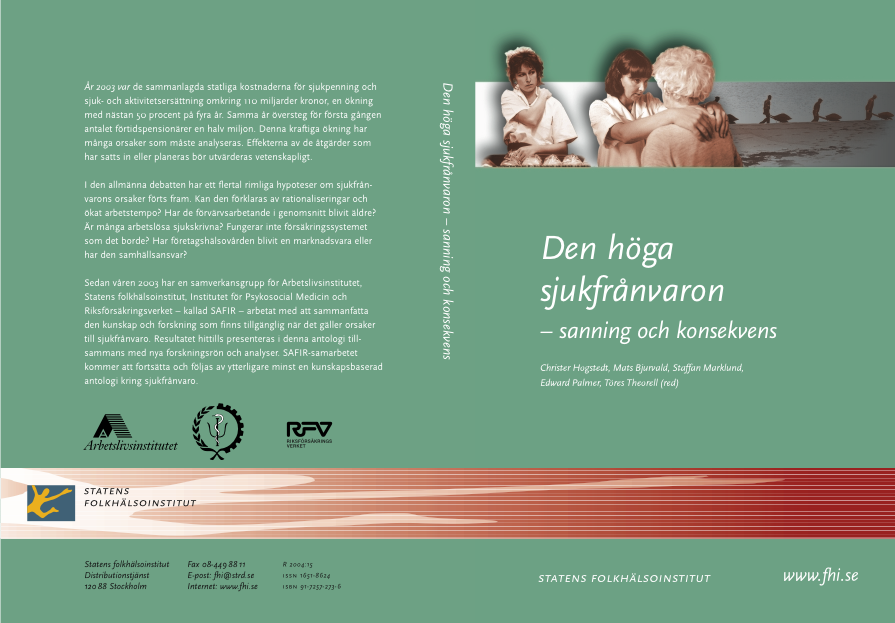 År 2003 var de sammanlagda statliga kostnaderna för sjukpenning och
sjuk- och aktivitetsersättning omkring 110 miljarder kronor, en ökning
med nästan 50 procent på fyra år. Samma år översteg för första gången
antalet förtidspensionärer en halv miljon. Denna kraftiga ökning har
många orsaker som måste analyseras. Effekterna av de åtgärder som
har satts in eller planeras bör utvärderas vetenskapligt.
I den allmänna debatten har ett flertal rimliga hypoteser om sjukfrån-
varons orsaker förts fram. Kan den förklaras av rationaliseringar och
ökat arbetstempo? Har de förvärvsarbetande i genomsnitt blivit äldre?
Är många arbetslösa sjukskrivna? Fungerar inte försäkringssystemet
som det borde? Har företagshälsovården blivit en marknadsvara eller
har den samhällsansvar?
Sedan våren 2003 har en samverkansgrupp för Arbetslivsinstitutet,
Statens folkhälsoinstitut, Institutet för Psykosocial Medicin och
Riksförsäkringsverket – kallad SAFIR – arbetat med att sammanfatta
den kunskap och forskning som finns tillgänglig när det gäller orsaker
till sjukfrånvaro. Resultatet hittills presenteras i denna antologi till-
sammans med nya forskningsrön och analyser. SAFIR-samarbetet
kommer att fortsätta och följas av ytterligare minst en kunskapsbaserad
antologi kring sjukfrånvaro.
Arbetslivsinstitutet
RFV
RIKSFÖRSÄKRINGS
VERKET
STATENS
FOLKHÄLSOINSTITUT
Statens folkhälsoinstitut
Distributionstjänst
120 88 Stockholm
Fax 08-449 88 11
E-post: fhi@strd.se
Internet: www.fhi.se
R 2004:15
ISSN 1651-8624
ISBN 91-7257-273-6
Den höga sjukfrånvaron – sanning och konsekvens
Den höga
sjukfrånvaron
– sanning och konsekvens
Christer Hogstedt, Mats Bjurvald, Staffan Marklund,
Edward Palmer, Töres Theorell (red)
STATENS FOLKHÄLSOINSTITUT
www.fhi.se